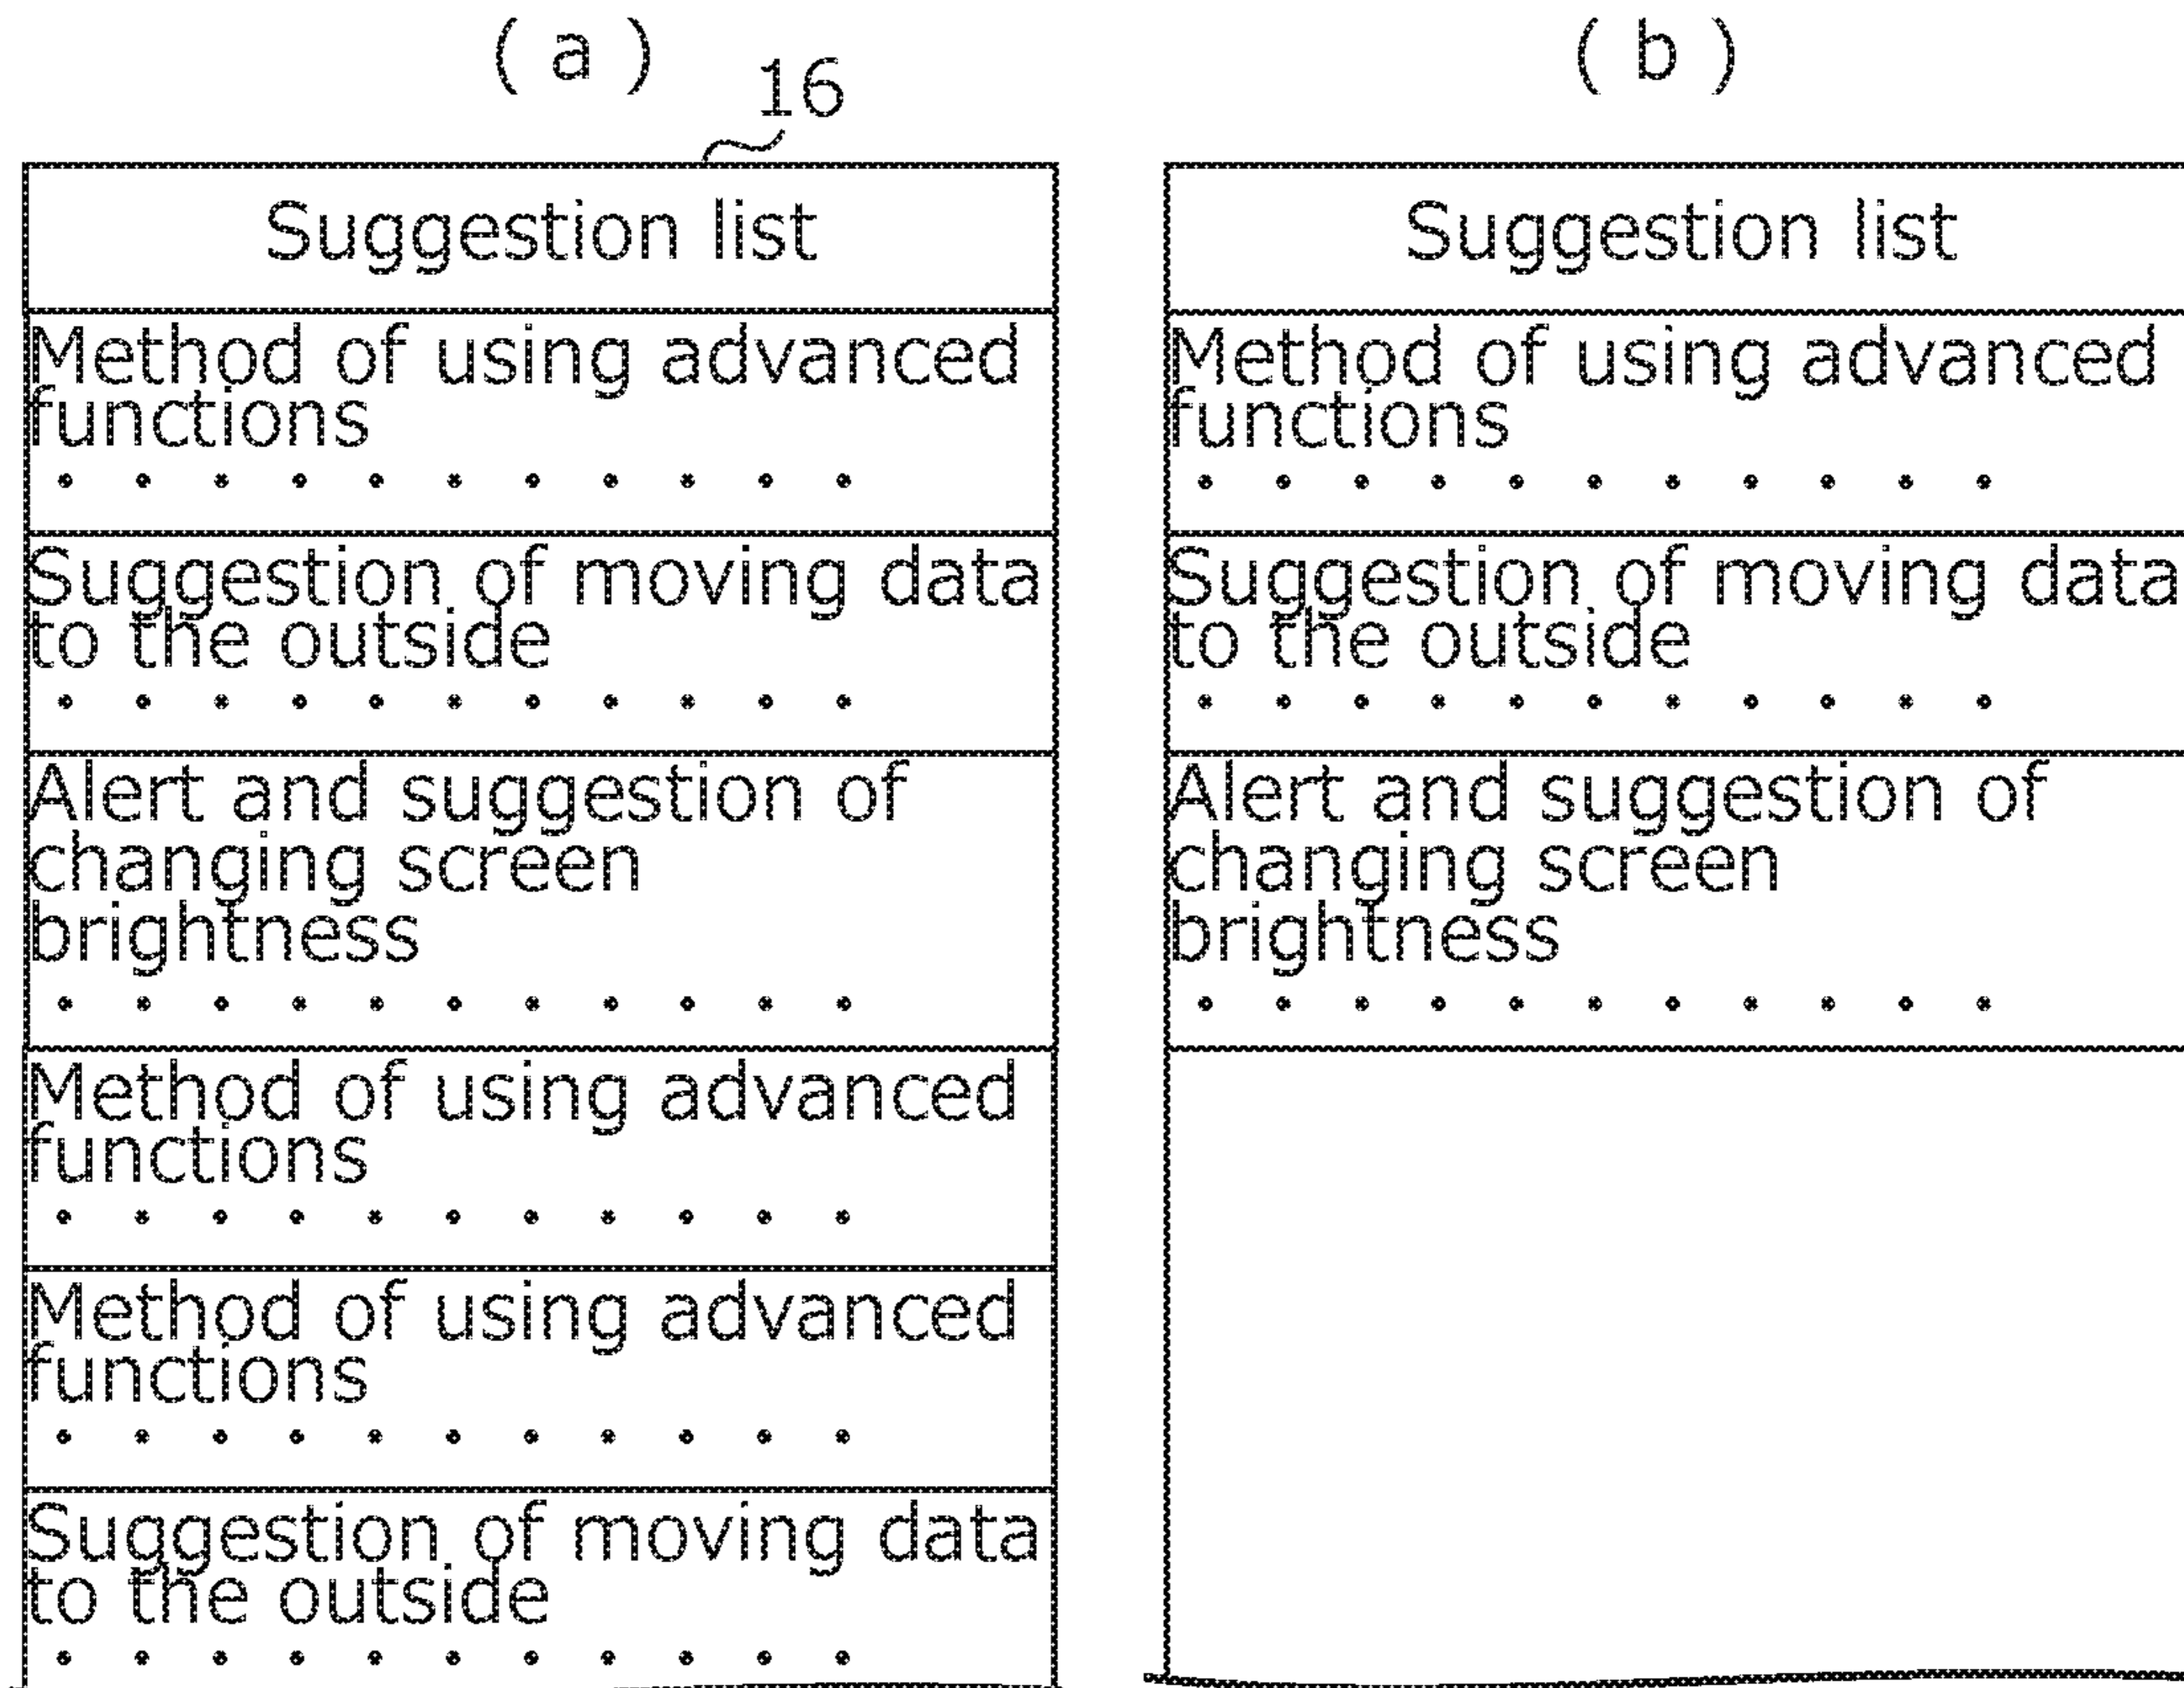 ( a )
16
Suggestion list
Method of using advanced
functions
. . . . . . . . . . .
Suggestion of moving data
to the outside
. . . . . . . . . . .
Alert and suggestion of
changing screen
brightness
. . . . . . . . . . .
Method of using advanced
functions
. . . . . . . . . . .
Method of using advanced
functions
. . . . . . . . . . .
Suggestion of moving data
to the outside
. . . . . . . . . . .
( b )
Suggestion list
Method of using advanced
functions
. . . . . . . . . . .
Suggestion of moving data
to the outside
. . . . . . . . . . .
Alert and suggestion of
changing screen
brightness
. . . . . . . . . . .